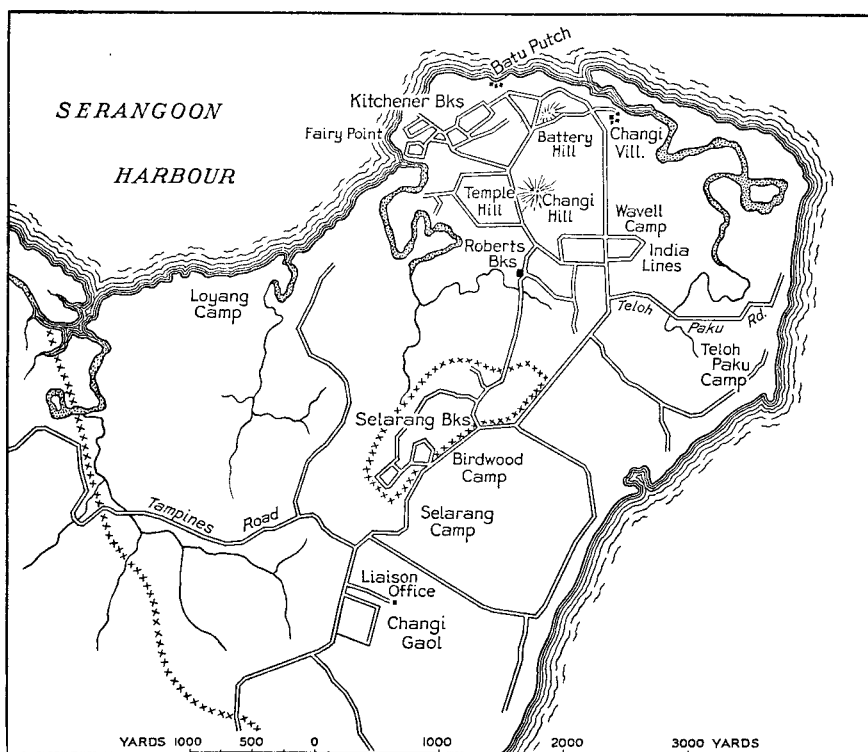 Batu Putch
SERANGOON
HARBOUR
Kitchener Bks
Fairy Point
Battery
Hill
Changi
Vill.
Temple
Hill
Changi
Hill
Wavell
Camp
India
Lines
Roberts
Bks
Loyang
Camp
Teloh Paku Rd.
Teloh
Paku
Camp
Selarang Bks
Birdwood
Camp
Tampines Road
Selarang
Camp
Liaison
Office
Changi
Gaol
YARDS 1000 500 0 1000 2000 3000 YARDS